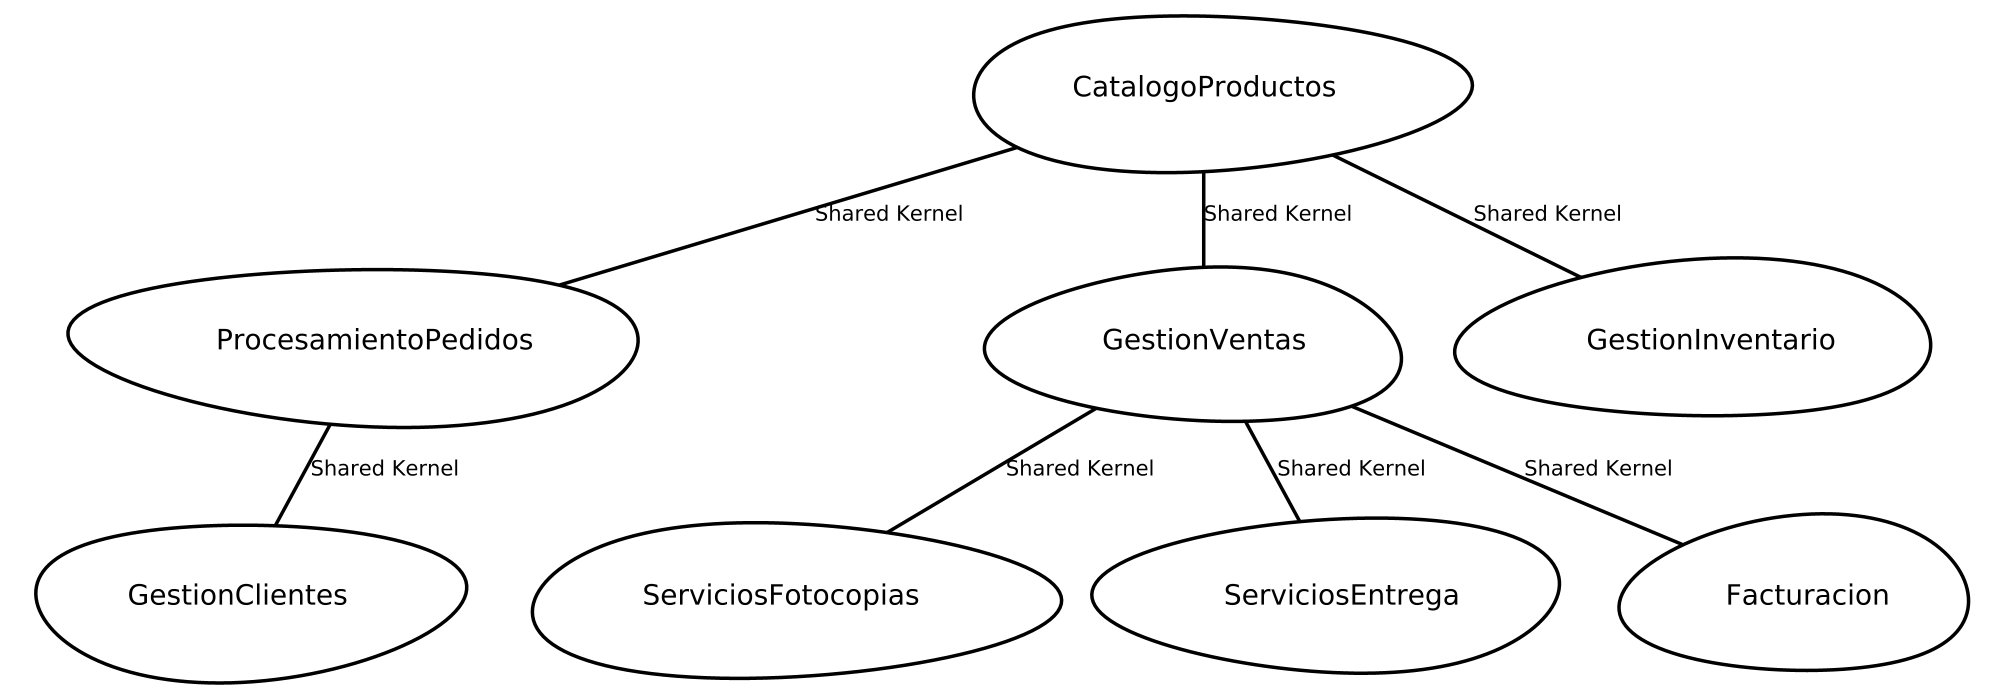 CatalogoProductos
Shared Kernel
Shared Kernel
Shared Kernel
ProcesamientoPedidos
GestionVentas
GestionInventario
Shared Kernel
Shared Kernel
Shared Kernel
Shared Kernel
GestionClientes
ServiciosFotocopias
ServiciosEntrega
Facturacion